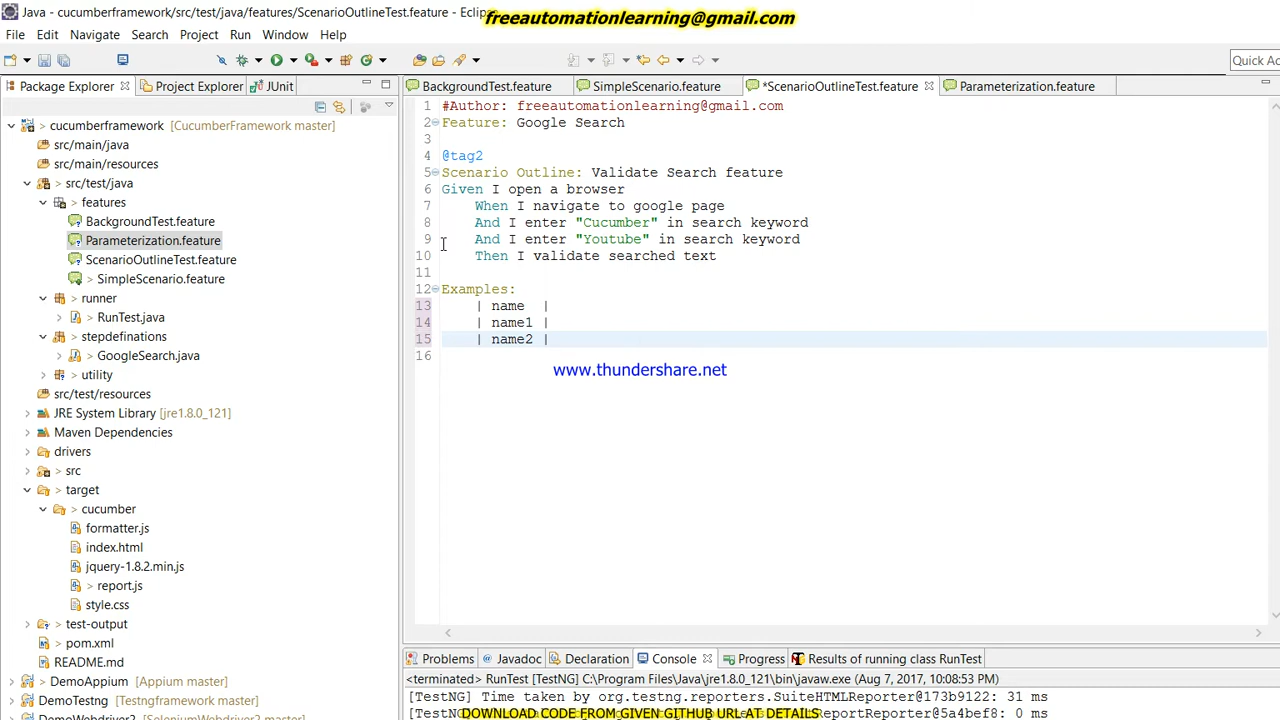 Java - cucumberframework/src/test/java/features/ScenarioOutlineTest.feature - Eclips
freeautomationlearning@gmail.com
File Edit Navigate Search Project Run Window Help
Quick Ac
Package Explorer Project Explorer JUnit
BackgroundTest.feature SimpleScenario.feature *ScenarioOutlineTest.feature Parameterization.feature
cucumberframework [CucumberFramework master]
src/main/java
src/main/resources
src/test/java
> features
BackgroundTest.feature
Parameterization.feature
ScenarioOutlineTest.feature
> SimpleScenario.feature
> runner
> RunTest.java
> stepdefinations
> GoogleSearch.java
> utility
src/test/resources
JRE System Library [jre1.8.0_121]
Maven Dependencies
drivers
> src
> target
> cucumber
formatter.js
index.html
jquery-1.8.2.min.js
> report.js
style.css
> test-output
> pom.xml
README.md
> DemoAppium [Appium master]
DemoTestng [Testngframework master]
DemoWebdriver2 [SeleniumWebdriver2 master]
1 #Author: freeautomationlearning@gmail.com
2 Feature: Google Search
3
4 @tag2
5 Scenario Outline: Validate Search feature
6 Given I open a browser
7 When I navigate to google page
8 And I enter "Cucumber" in search keyword
9 And I enter "Youtube" in search keyword
10 Then I validate searched text
11
12 Examples:
13 | name |
14 | name1 |
15 | name2 |
16
www.thundershare.net
Problems Javadoc Declaration Console Progress Results of running class RunTest
<terminated> RunTest [TestNG] C:\Program Files\Java\jre1.8.0_121\bin\javaw.exe (Aug 7, 2017, 10:08:53 PM)
[TestNG] Time taken by org.testng.reporters.SuiteHTMLReporter@173b9122: 31 ms
[TestNG] ReportReporter@5a4bef8: 0 ms
DOWNLOAD CODE FROM GIVEN GITHUB URL AT DETAILS